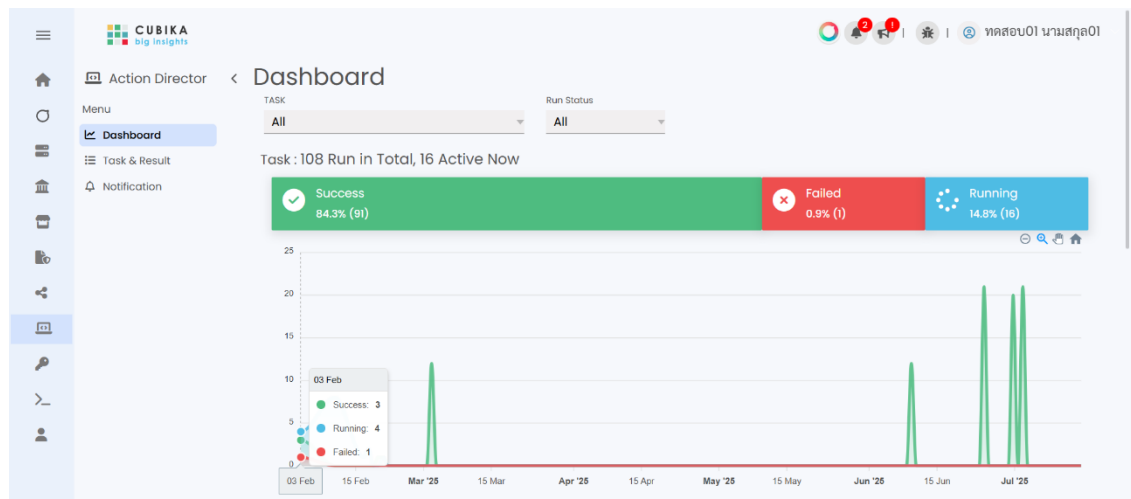 CUBIKA
big insights
2
!
ทดสอบ01 นามสกุล01
Action Director
Dashboard
Menu
Dashboard
Task & Result
Notification
TASK
All
Run Status
All
Task : 108 Run in Total, 16 Active Now
Success
84.3% (91)
Failed
0.9% (1)
Running
14.8% (16)
25
20
15
10
5
0
03 Feb
Success: 3
Running: 4
Failed: 1
03 Feb
15 Feb
Mar '25
15 Mar
Apr '25
15 Apr
May '25
15 May
Jun '25
15 Jun
Jul '25